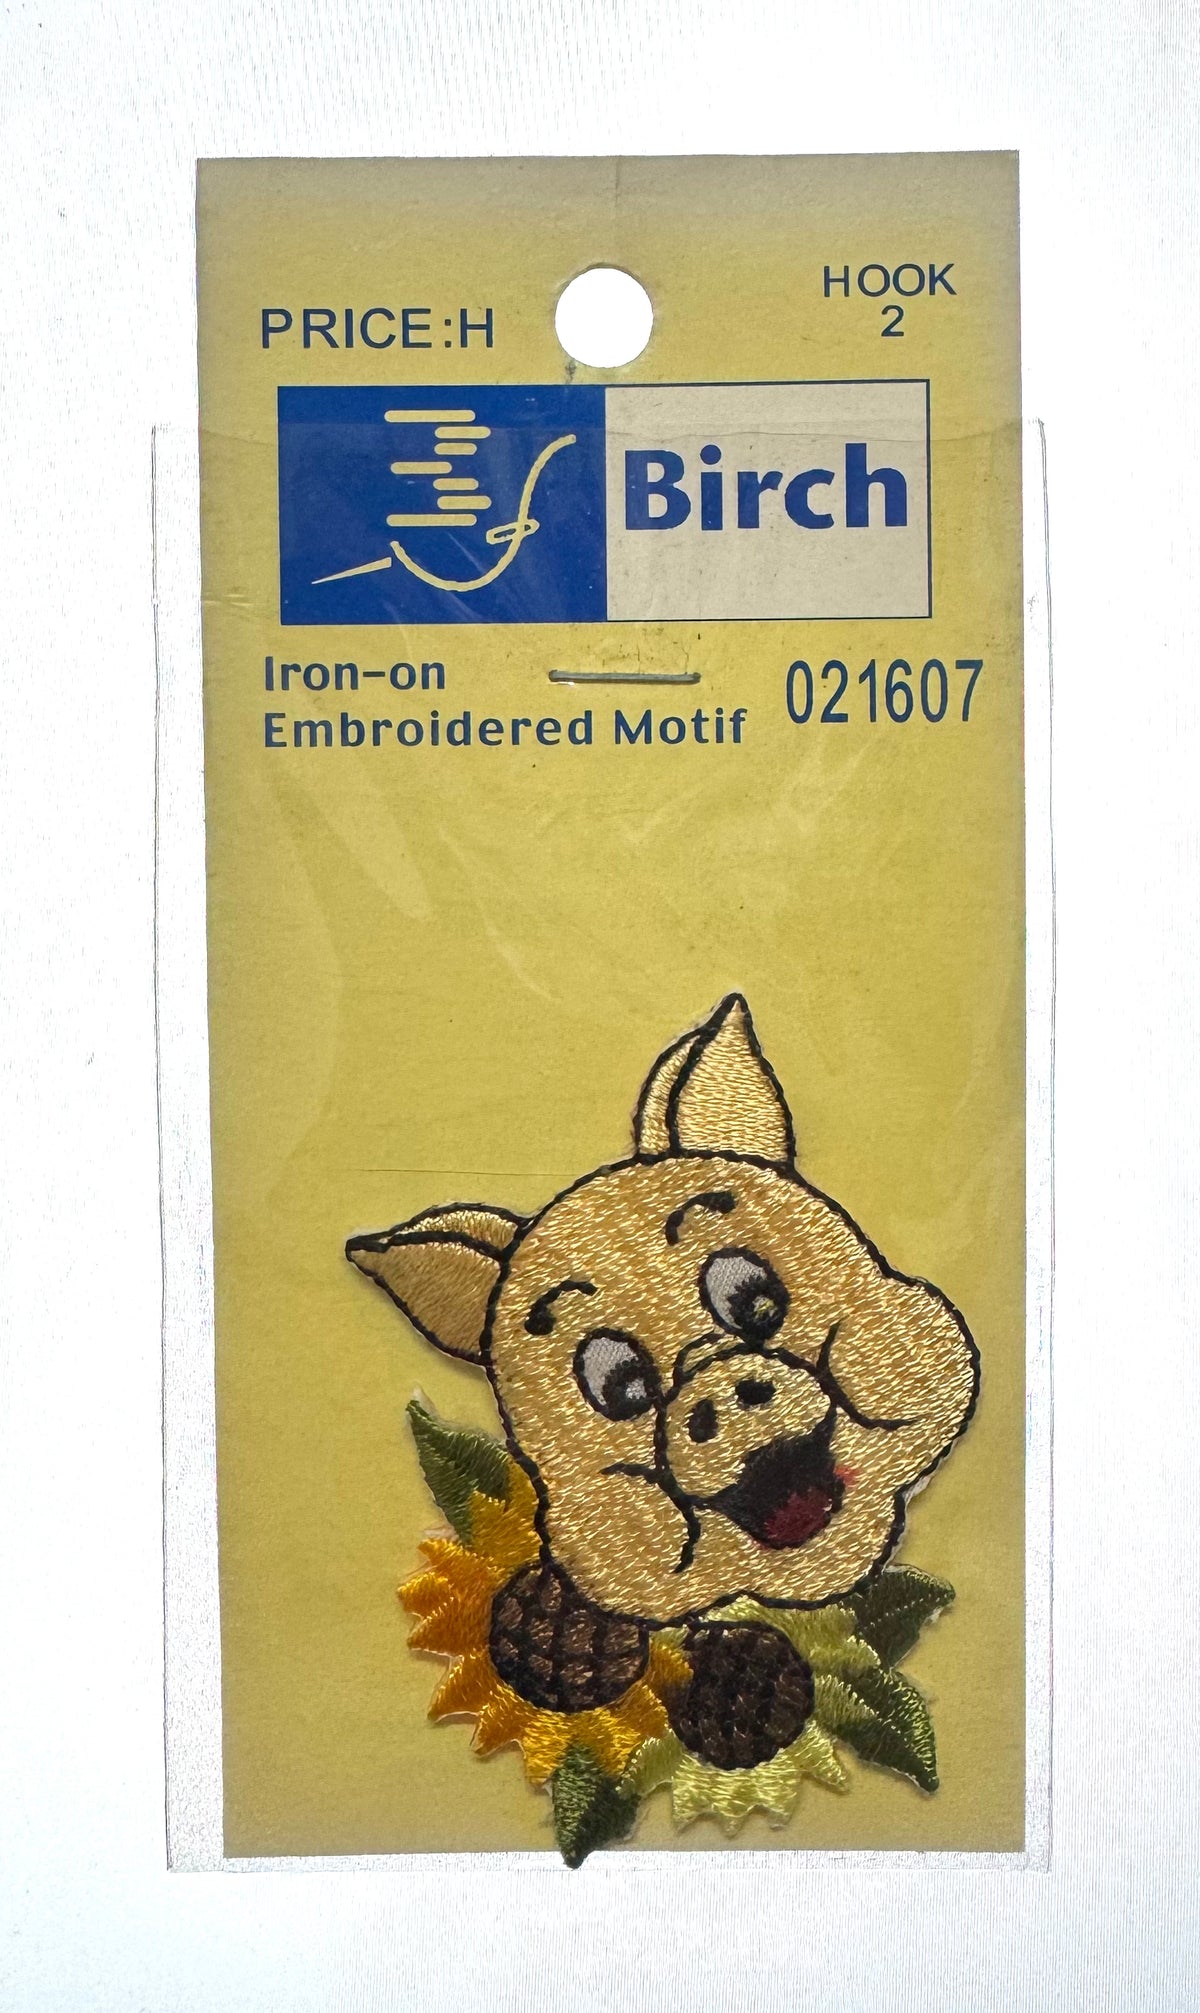 PRICE:H
HOOK
2
Birch
Iron-on
Embroidered Motif
021607